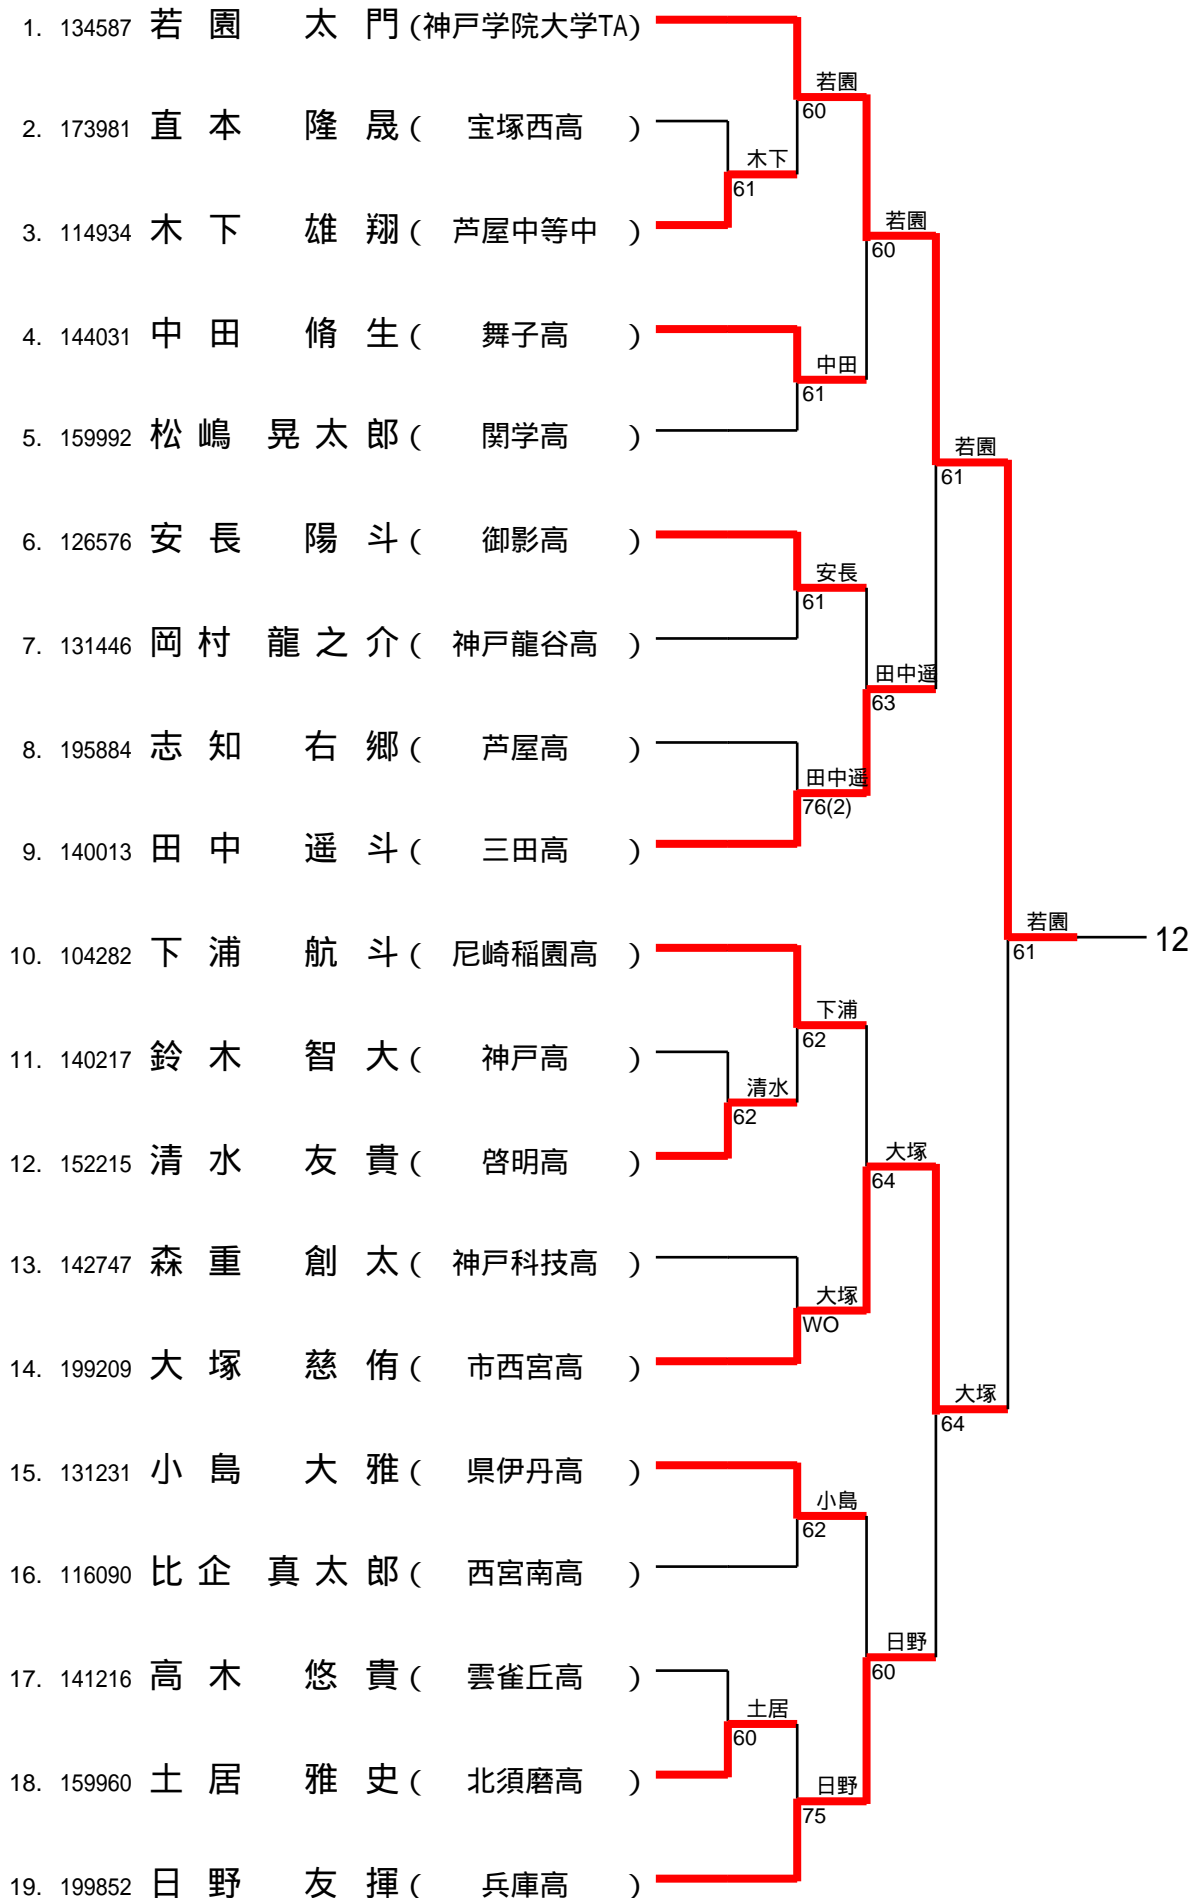 1. 134587 若園 太門 (神戸学院大学TA)
若園
60
2. 173981 直本 隆晟 ( 宝塚西高 )
木下
61
3. 114934 木下 雄翔 ( 芦屋中等中 )
若園
60
4. 144031 中田 脩生 ( 舞子高 )
中田
61
5. 159992 松嶋 晃太郎 ( 関学高 )
若園
61
6. 126576 安長 陽斗 ( 御影高 )
安長
61
7. 131446 岡村 龍之介 ( 神戸龍谷高 )
田中遥
63
8. 195884 志知 右郷 ( 芦屋高 )
田中遥
76(2)
9. 140013 田中 遥斗 ( 三田高 )
若園
61
12
10. 104282 下浦 航斗 ( 尼崎稲園高 )
下浦
62
11. 140217 鈴木 智大 ( 神戸高 )
清水
62
12. 152215 清水 友貴 ( 啓明高 )
大塚
64
13. 142747 森重 創太 ( 神戸科技高 )
大塚
WO
14. 199209 大塚 慈侑 ( 市西宮高 )
大塚
64
15. 131231 小島 大雅 ( 県伊丹高 )
小島
62
16. 116090 比企 真太郎 ( 西宮南高 )
日野
60
17. 141216 高木 悠貴 ( 雲雀丘高 )
土居
60
18. 159960 土居 雅史 ( 北須磨高 )
日野
75
19. 199852 日野 友揮 ( 兵庫高 )